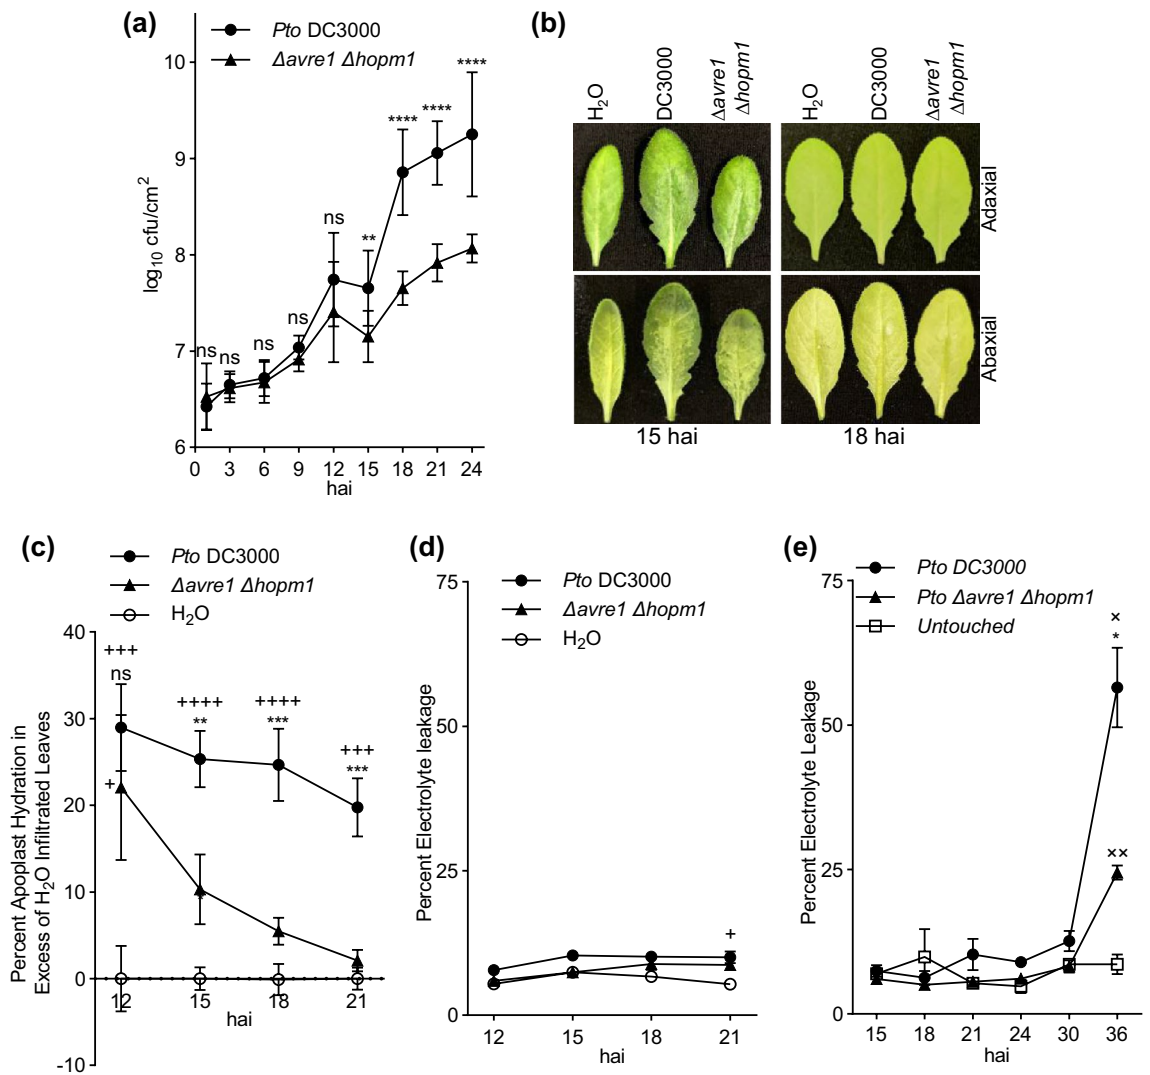 (a)
Pto DC3000
Δavre1 Δhopm1
log10 cfu/cm2
10
9
8
7
6
ns
ns
ns
ns
ns
**
****
****
****
0 3 6 9 12 15 18 21 24
hai
(b)
H2O
DC3000
Δavre1
Δhopm1
H2O
DC3000
Δavre1
Δhopm1
Adaxial
Abaxial
15 hai
18 hai
(c)
Pto DC3000
Δavre1 Δhopm1
H2O
Percent Apoplast Hydration in
Excess of H2O Infiltrated Leaves
40
30
20
10
0
-10
+++
ns
+
++++
**
++++
***
+++
***
12 15 18 21
hai
(d)
Pto DC3000
Δavre1 Δhopm1
H2O
Percent Electrolyte leakage
75
50
25
0
+
12 15 18 21
hai
(e)
Pto DC3000
Pto Δavre1 Δhopm1
Untouched
Percent Electrolyte Leakage
75
50
25
0
×
*
××
15 18 21 24 30 36
hai